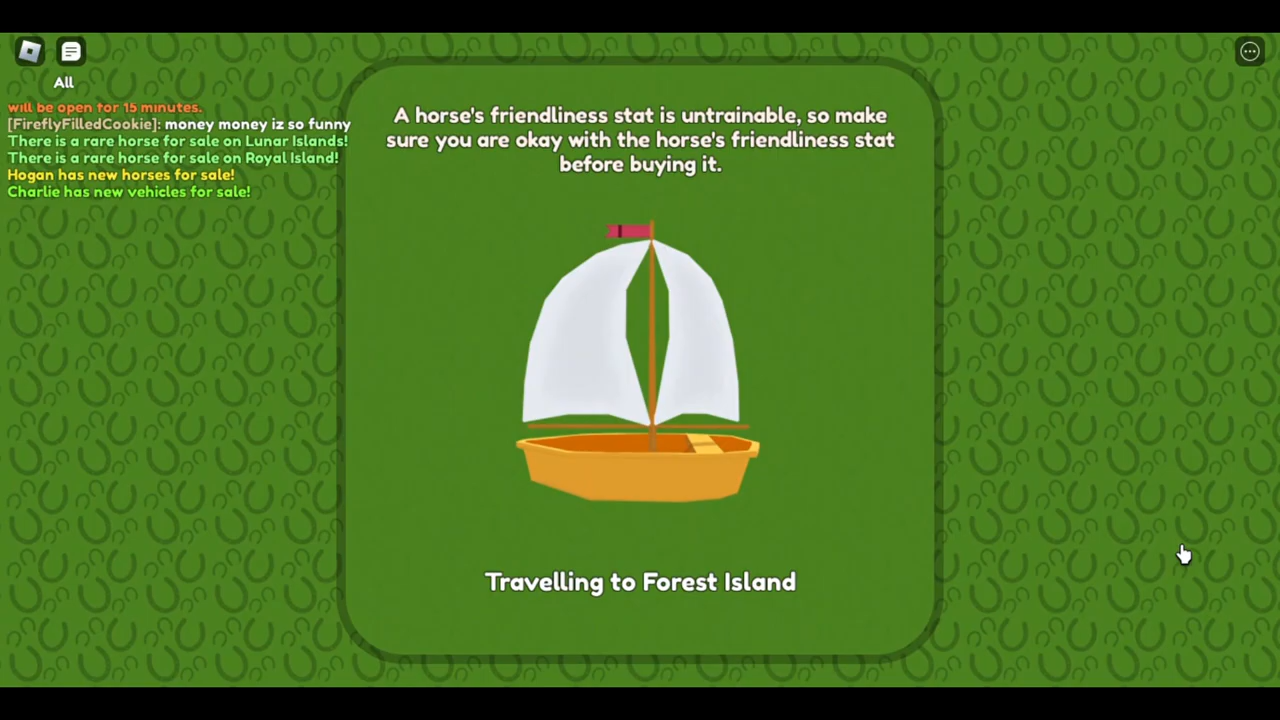 All
will be open for 15 minutes.
[FireflyFilledCookie]: money money iz so funny
There is a rare horse for sale on Lunar Islands!
There is a rare horse for sale on Royal Island!
Hogan has new horses for sale!
Charlie has new vehicles for sale!
A horse's friendliness stat is untrainable, so make
sure you are okay with the horse's friendliness stat
before buying it.
Travelling to Forest Island